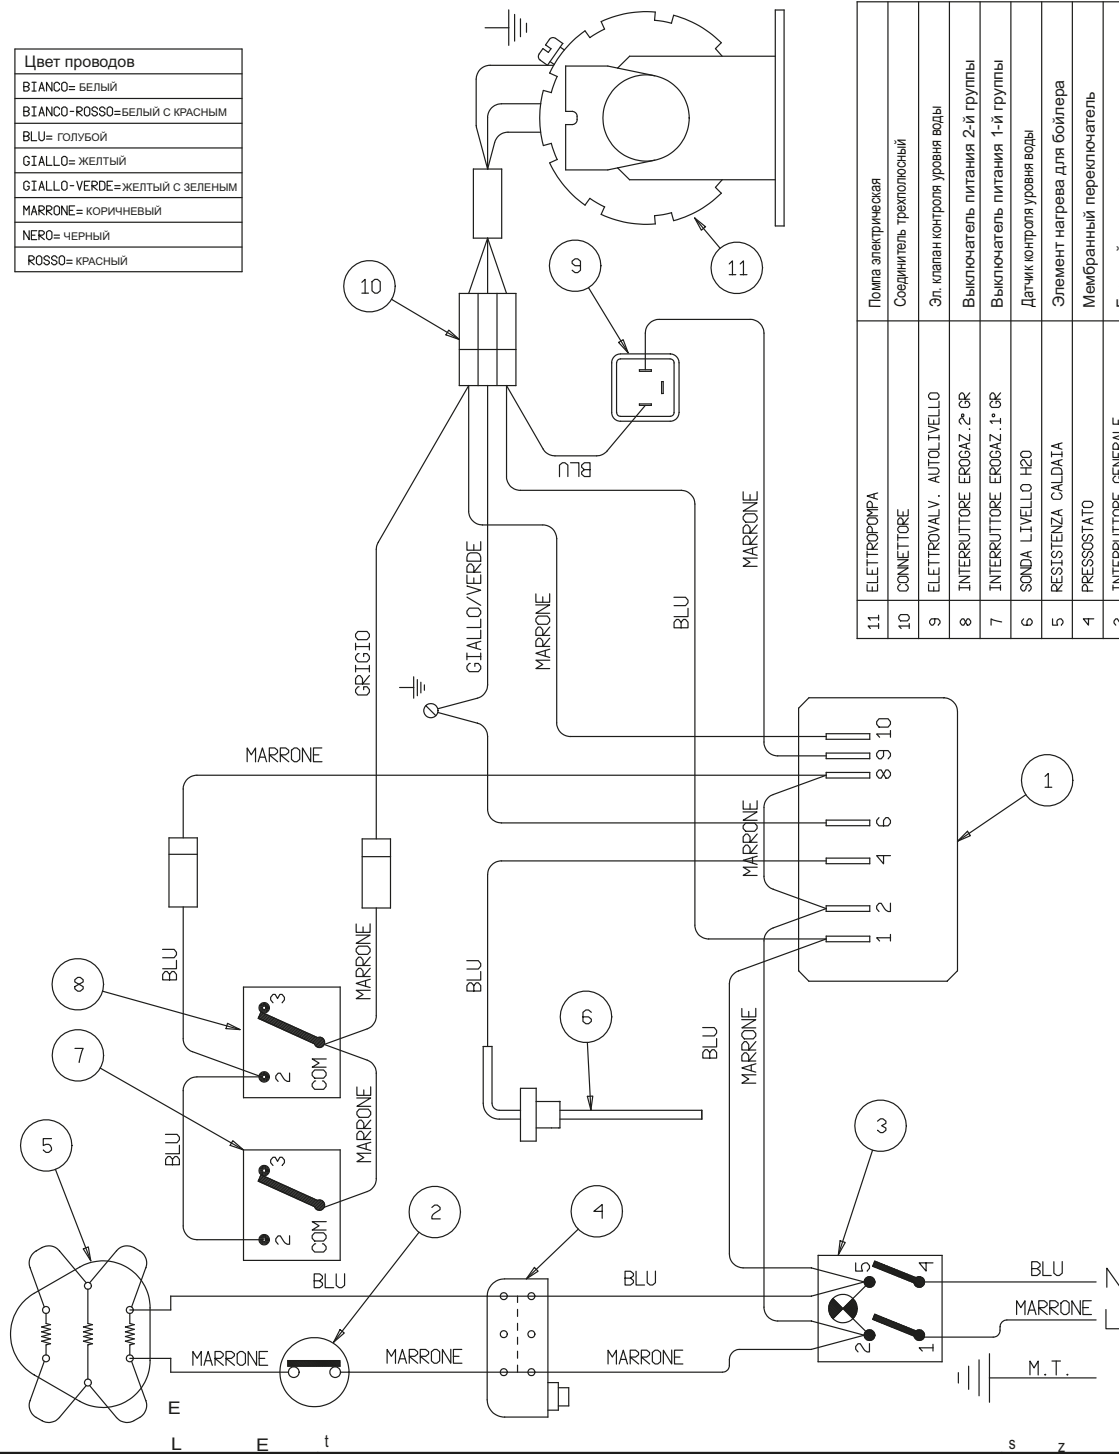 Цвет проводов
BIANCO= БЕЛЫЙ
BIANCO-ROSSO=БЕЛЫЙ С КРАСНЫМ
BLU= ГОЛУБОЙ
GIALLO= ЖЕЛТЫЙ
GIALLO-VERDE=ЖЕЛТЫЙ С ЗЕЛЕНЫМ
MARRONE= КОРИЧНЕВЫЙ
NERO= ЧЕРНЫЙ
ROSSO= КРАСНЫЙ
11 ELETTROPOMPA Помпа электрическая
10 CONNETTORE Соединитель трехполюсный
9 ELETTROVALV. AUTOLIVELLO Эл. клапан контроля уровня воды
8 INTERRUTTORE EROGAZ.2° GR Выключатель питания 2-й группы
7 INTERRUTTORE EROGAZ.1° GR Выключатель питания 1-й группы
6 SONDA LIVELLO H2O Датчик контроля уровня воды
5 RESISTENZA CALDAIA Элемент нагрева для бойлера
4 PRESSOSTATO Мембранный переключатель
3 INTERRUTTORE GENERALE
10
9
11
BLU
GRIGIO
GIALLO/VERDE
MARRONE
BLU
MARRONE
MARRONE
10
9
8
6
4
2
1
1
MARRONE
BLU
MARRONE
BLU
BLU
MARRONE
8
3
2
COM
7
BLU
MARRONE
3
2
COM
6
5
2
4
3
BLU
BLU
MARRONE
MARRONE
MARRONE
5
4
2
1
BLU
N
MARRONE
L
M.T.
E
L
E
t
s
z